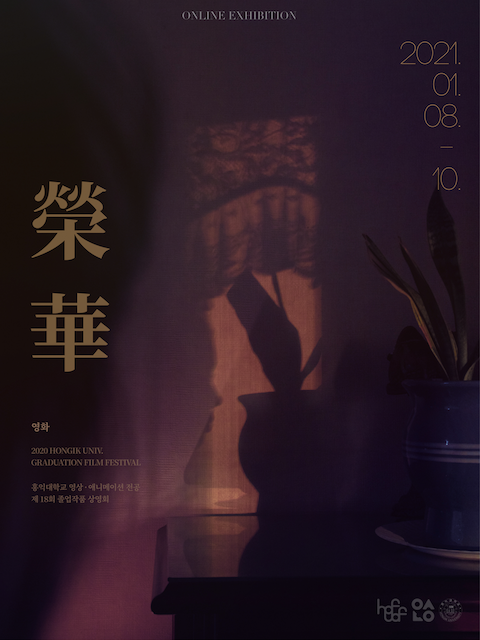 ONLINE EXHIBITION
2021.
01.
08.
–
10.
榮
華
영화
2020 HONGIK UNIV.
GRADUATION FILM FESTIVAL
홍익대학교 영상·애니메이션 전공
제 18회 졸업작품 상영회